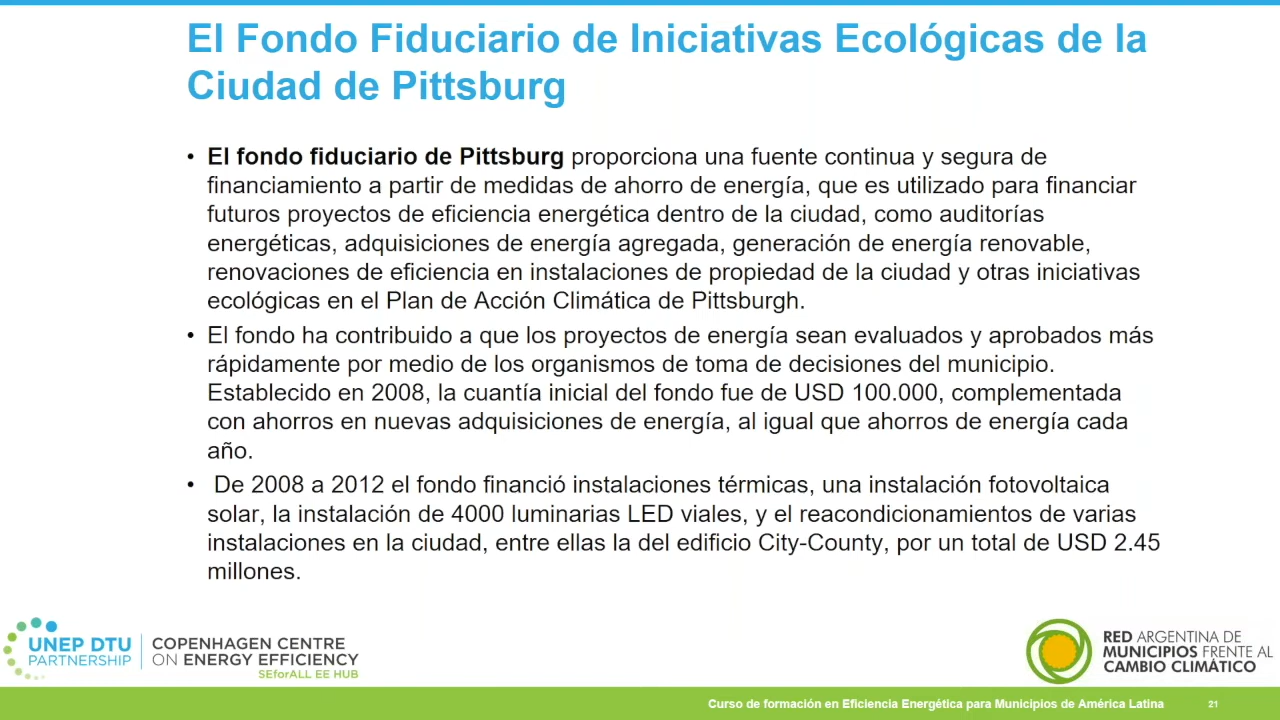 El Fondo Fiduciario de Iniciativas Ecológicas de la
Ciudad de Pittsburg
• El fondo fiduciario de Pittsburg proporciona una fuente continua y segura de
financiamiento a partir de medidas de ahorro de energía, que es utilizado para financiar
futuros proyectos de eficiencia energética dentro de la ciudad, como auditorías
energéticas, adquisiciones de energía agregada, generación de energía renovable,
renovaciones de eficiencia en instalaciones de propiedad de la ciudad y otras iniciativas
ecológicas en el Plan de Acción Climática de Pittsburgh.
• El fondo ha contribuido a que los proyectos de energía sean evaluados y aprobados más
rápidamente por medio de los organismos de toma de decisiones del municipio.
Establecido en 2008, la cuantía inicial del fondo fue de USD 100.000, complementada
con ahorros en nuevas adquisiciones de energía, al igual que ahorros de energía cada
año.
• De 2008 a 2012 el fondo financió instalaciones térmicas, una instalación fotovoltaica
solar, la instalación de 4000 luminarias LED viales, y el reacondicionamientos de varias
instalaciones en la ciudad, entre ellas la del edificio City-County, por un total de USD 2.45
millones.
UNEP DTU
PARTNERSHIP
COPENHAGEN CENTRE
ON ENERGY EFFICIENCY
SEforALL EE HUB
RED ARGENTINA DE
MUNICIPIOS FRENTE AL
CAMBIO CLIMÁTICO
Curso de formación en Eficiencia Energética para Municipios de América Latina
21